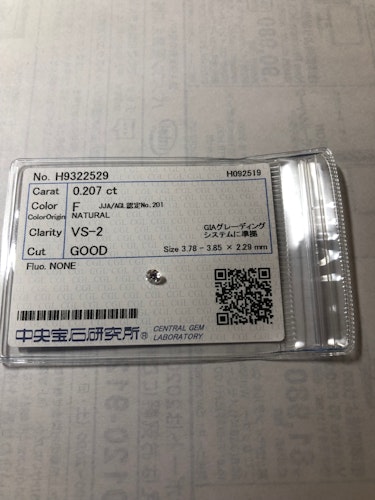 No. H9322529 H092519
Carat 0.207 ct
Color F JJA/AGL認定No.201
ColorOrigin NATURAL
Clarity VS-2 GIAグレーディング
システムに準拠
Cut GOOD Size 3.78 - 3.85 × 2.29 mm
Fluo. NONE
中央宝石研究所® CENTRAL GEM
LABORATORY